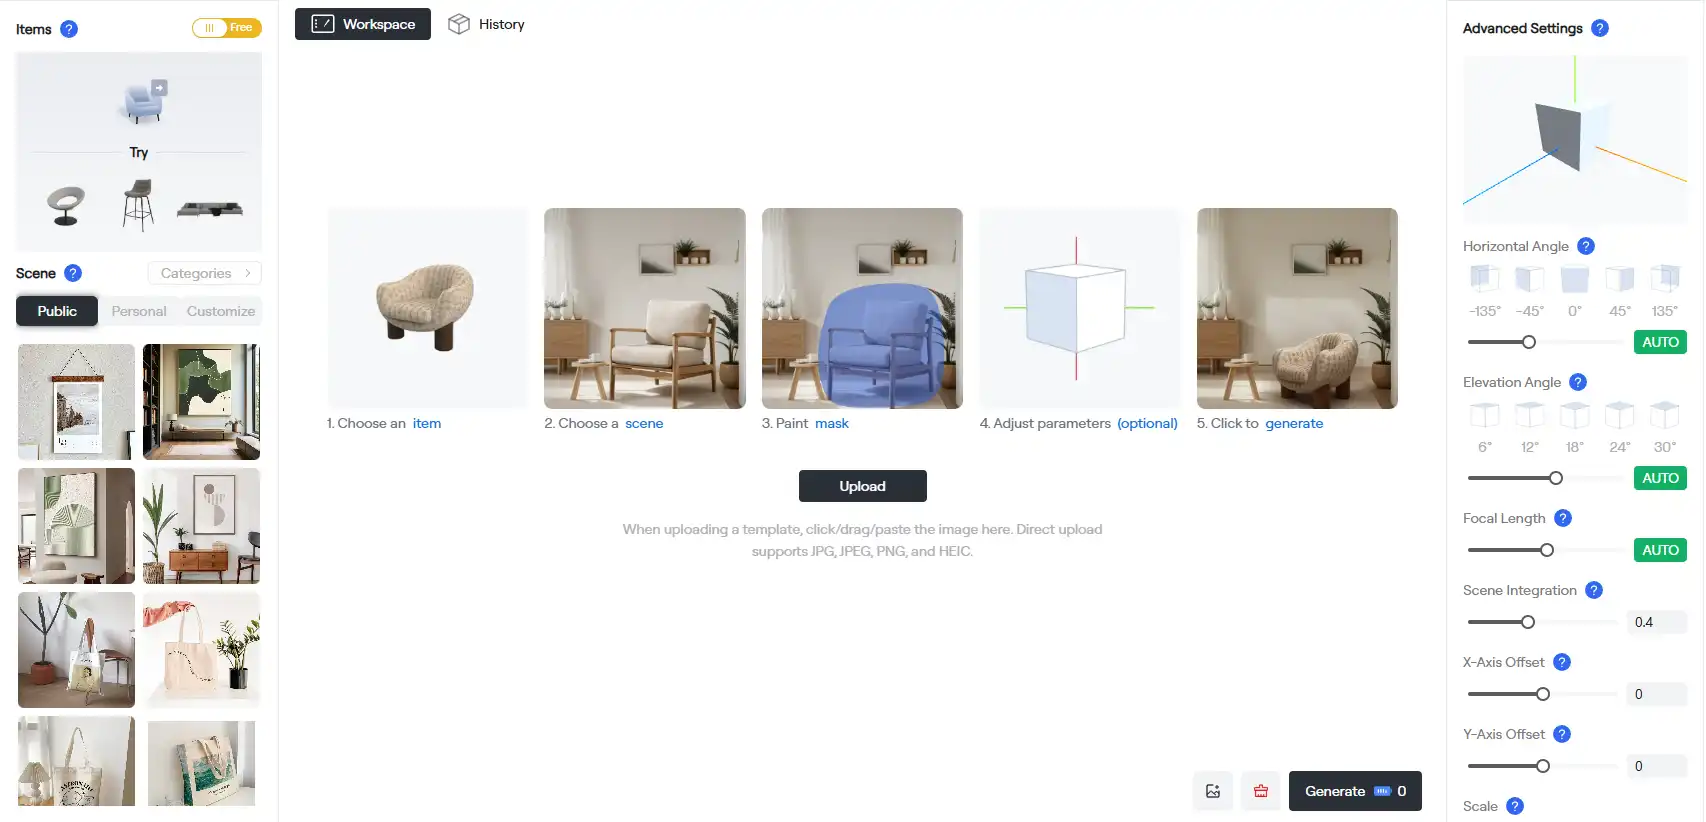 Items ?
Free
Workspace
History
Advanced Settings ?
Try
Horizontal Angle ?
-135° -45° 0° 45° 135°
AUTO
Scene ?
Categories >
Public Personal Customize
Elevation Angle ?
6° 12° 18° 24° 30°
AUTO
1. Choose an item
2. Choose a scene
3. Paint mask
4. Adjust parameters (optional)
5. Click to generate
Upload
When uploading a template, click/drag/paste the image here. Direct upload
supports JPG, JPEG, PNG, and HEIC.
Focal Length ?
AUTO
Scene Integration ?
0.4
X-Axis Offset ?
0
Y-Axis Offset ?
0
Generate 0
Scale ?